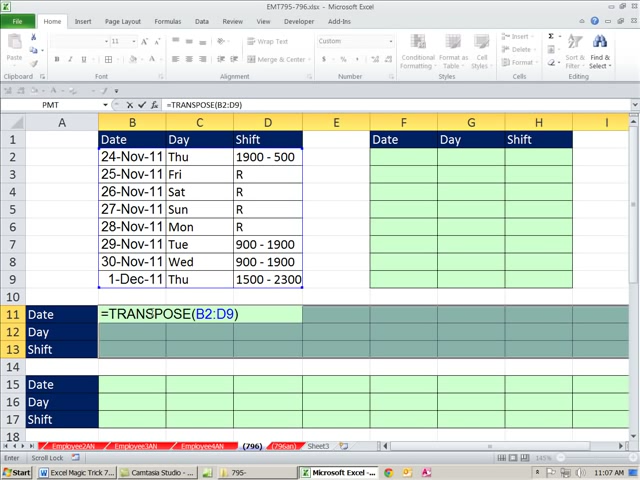 EMT795-796.xlsx - Microsoft Excel
File Home Insert Page Layout Formulas Data Review View Developer Add-Ins
Paste
B I U
11
Wrap Text
Merge & Center
Custom
$ % ,
Conditional Formatting
Format as Table
Cell Styles
Insert
Delete
Format
Sort & Filter
Find & Select
Clipboard Font Alignment Number Styles Cells Editing
PMT =TRANSPOSE(B2:D9)
A B C D E F G H I
1 Date Day Shift Date Day Shift
2 24-Nov-11 Thu 1900 - 500
3 25-Nov-11 Fri R
4 26-Nov-11 Sat R
5 27-Nov-11 Sun R
6 28-Nov-11 Mon R
7 29-Nov-11 Tue 900 - 1900
8 30-Nov-11 Wed 900 - 1900
9 1-Dec-11 Thu 1500 - 2300
10
11 Date =TRANSPOSE(B2:D9)
12 Day
13 Shift
14
15 Date
16 Day
17 Shift
18
Employee2AN Employee3AN Employee4AN (796) (796an) Sheet3
Enter Scroll Lock 145%
Start Excel Magic Trick 7... Camtasia Studio - ... 795- Microsoft Excel -... 11:07 AM